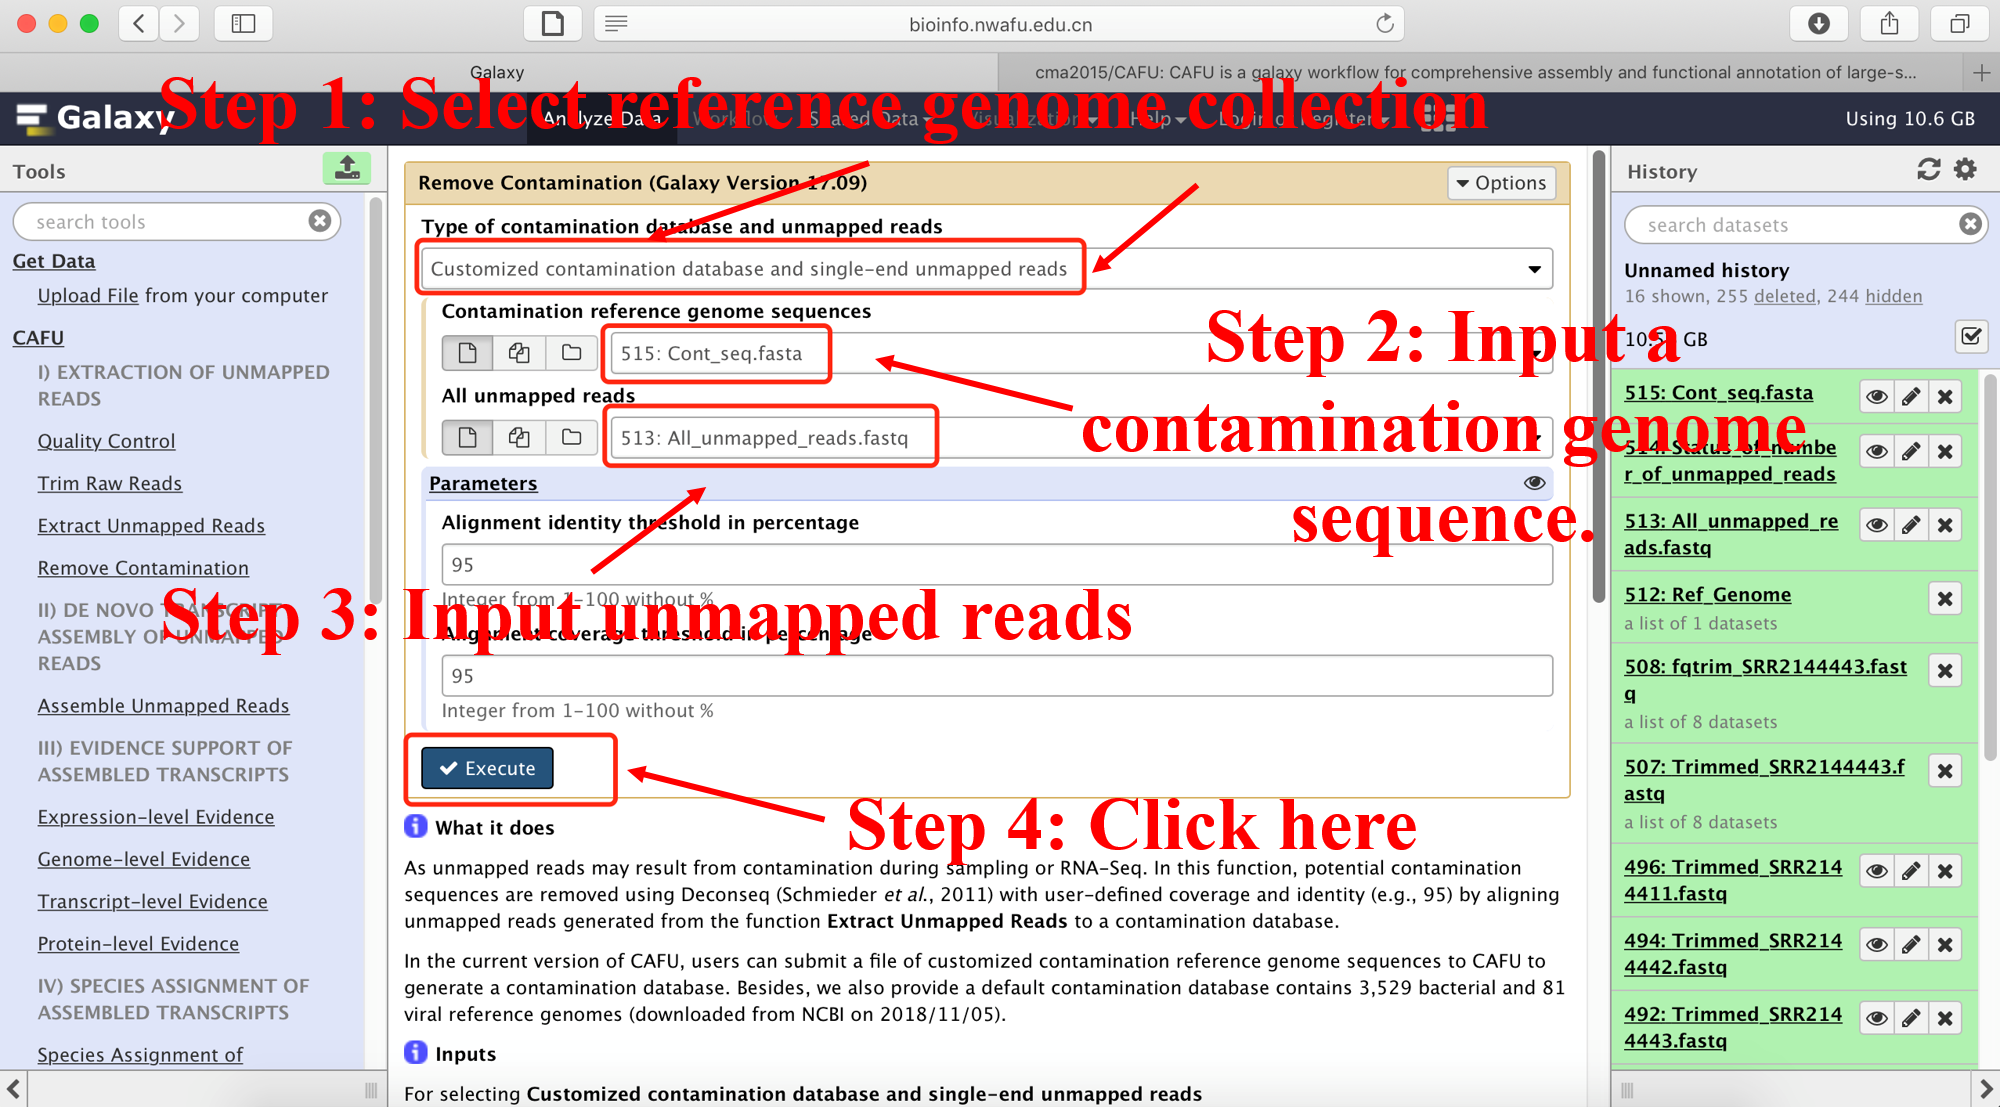 bioinfo.nwafu.edu.cn
Galaxy
cma2015/CAFU: CAFU is a galaxy workflow for comprehensive assembly and functional annotation of large-s...
Step 1: Select reference genome collection
Galaxy
Analyze Data
Workflow
Shared Data
Visualization
Help
Login or Register
Using 10.6 GB
Tools
search tools
Get Data
Upload File from your computer
CAFU
I) EXTRACTION OF UNMAPPED
READS
Quality Control
Trim Raw Reads
Extract Unmapped Reads
Remove Contamination
II) DE NOVO TRANSCRIPT
ASSEMBLY OF UNMAPPED
READS
Assemble Unmapped Reads
III) EVIDENCE SUPPORT OF
ASSEMBLED TRANSCRIPTS
Expression-level Evidence
Genome-level Evidence
Transcript-level Evidence
Protein-level Evidence
IV) SPECIES ASSIGNMENT OF
ASSEMBLED TRANSCRIPTS
Species Assignment of
Remove Contamination (Galaxy Version 17.09)
Options
Type of contamination database and unmapped reads
Customized contamination database and single-end unmapped reads
Contamination reference genome sequences
515: Cont_seq.fasta
Step 2: Input a
contamination genome
sequence.
All unmapped reads
513: All_unmapped_reads.fastq
Parameters
Alignment identity threshold in percentage
95
Integer from 1-100 without %
Step 3: Input unmapped reads
Alignment coverage threshold in percentage
95
Integer from 1-100 without %
Execute
Step 4: Click here
What it does
As unmapped reads may result from contamination during sampling or RNA-Seq. In this function, potential contamination
sequences are removed using Deconseq (Schmieder et al., 2011) with user-defined coverage and identity (e.g., 95) by aligning
unmapped reads generated from the function Extract Unmapped Reads to a contamination database.
In the current version of CAFU, users can submit a file of customized contamination reference genome sequences to CAFU to
generate a contamination database. Besides, we also provide a default contamination database contains 3,529 bacterial and 81
viral reference genomes (downloaded from NCBI on 2018/11/05).
Inputs
For selecting Customized contamination database and single-end unmapped reads
History
search datasets
Unnamed history
16 shown, 255 deleted, 244 hidden
GB
515: Cont_seq.fasta
514: Status_of_numbe
r_of_unmapped_reads
513: All_unmapped_re
ads.fastq
512: Ref_Genome
a list of 1 datasets
508: fqtrim_SRR2144443.fast
q
a list of 8 datasets
507: Trimmed_SRR2144443.f
astq
a list of 8 datasets
496: Trimmed_SRR214
4411.fastq
494: Trimmed_SRR214
4442.fastq
492: Trimmed_SRR214
4443.fastq